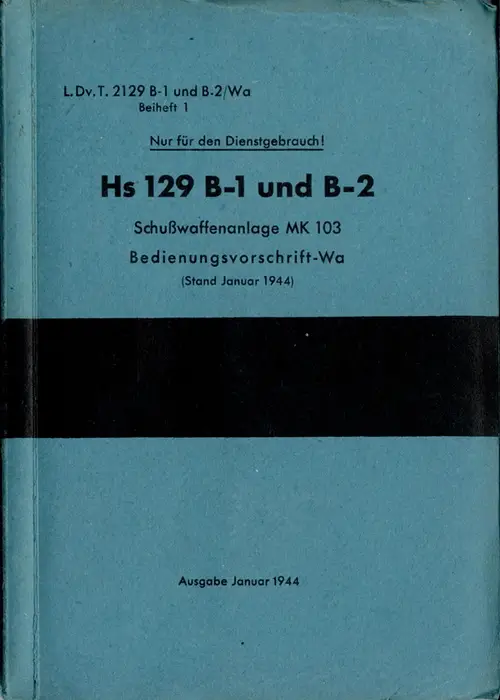 L.Dv.T. 2129 B-1 und B-2/Wa
Beiheft 1
Nur für den Dienstgebrauch!
Hs 129 B-1 und B-2
Schußwaffenanlage MK 103
Bedienungsvorschrift-Wa
(Stand Januar 1944)
Ausgabe Januar 1944